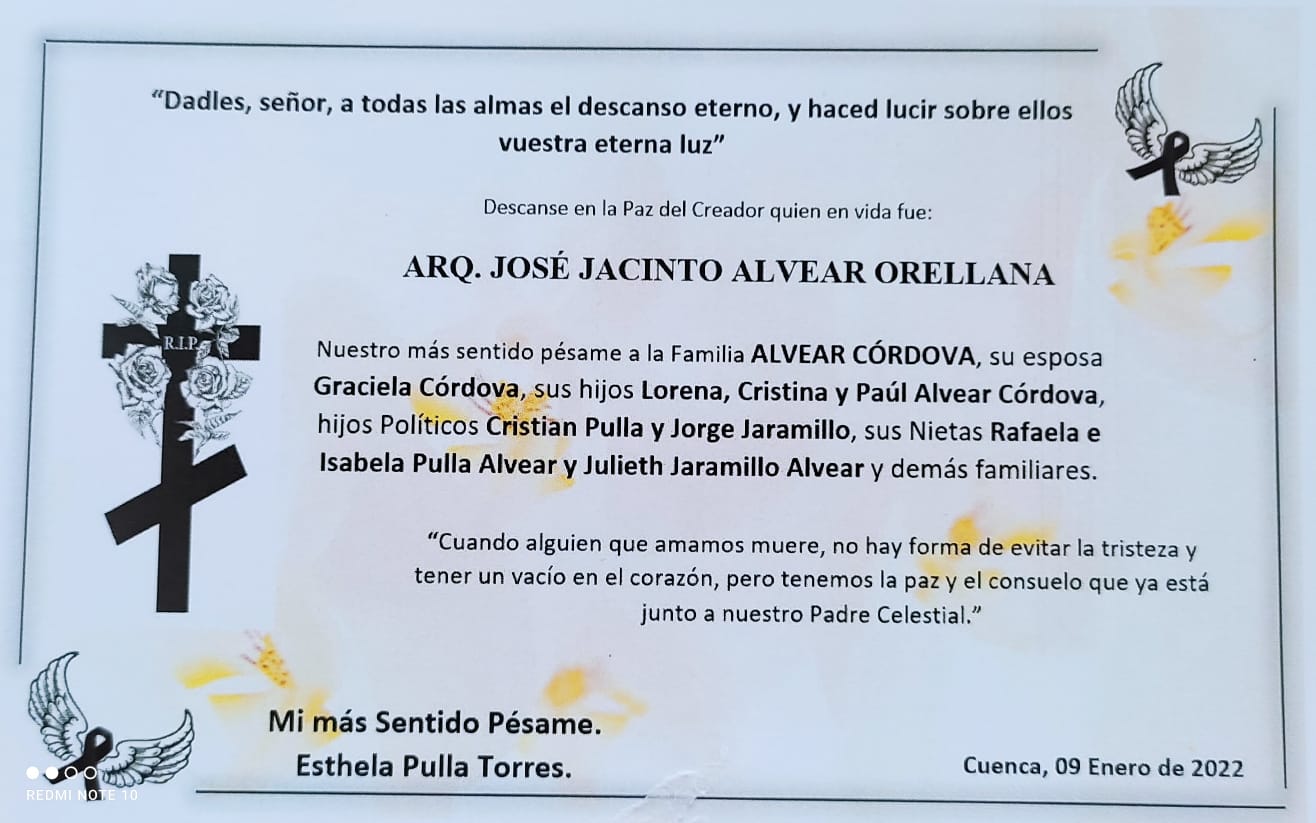 “Dadles, señor, a todas las almas el descanso eterno, y haced lucir sobre ellos
vuestra eterna luz”
Descanse en la Paz del Creador quien en vida fue:
ARQ. JOSÉ JACINTO ALVEAR ORELLANA
R.I.P.
Nuestro más sentido pésame a la Familia ALVEAR CÓRDOVA, su esposa
Graciela Córdova, sus hijos Lorena, Cristina y Paúl Alvear Córdova,
hijos Políticos Cristian Pulla y Jorge Jaramillo, sus Nietas Rafaela e
Isabela Pulla Alvear y Julieth Jaramillo Alvear y demás familiares.
“Cuando alguien que amamos muere, no hay forma de evitar la tristeza y
tener un vacío en el corazón, pero tenemos la paz y el consuelo que ya está
junto a nuestro Padre Celestial.”
Mi más Sentido Pésame.
Esthela Pulla Torres.
Cuenca, 09 Enero de 2022
REDMI NOTE 10